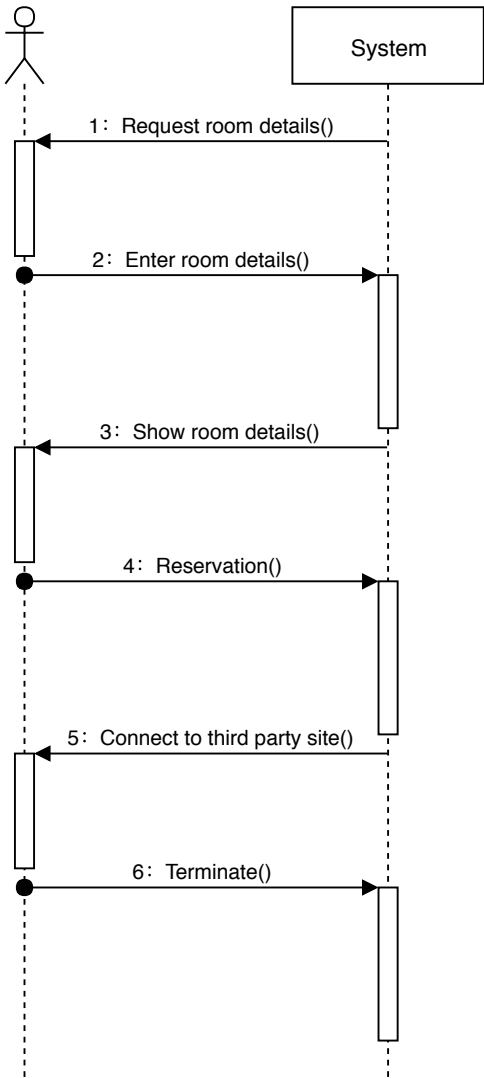 System
1: Request room details()
2: Enter room details()
3: Show room details()
4: Reservation()
5: Connect to third party site()
6: Terminate()